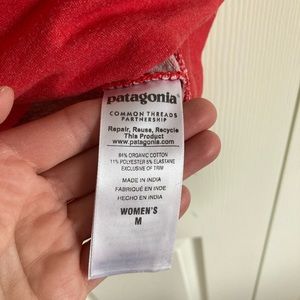 patagonia®
COMMON THREADS
PARTNERSHIP
Repair, Reuse, Recycle
This Product
www.patagonia.com
84% ORGANIC COTTON
11% POLYESTER 5% ELASTANE
EXCLUSIVE OF TRIM
MADE IN INDIA
FABRIQUÉ EN INDE
HECHO EN INDIA
WOMEN'S
M